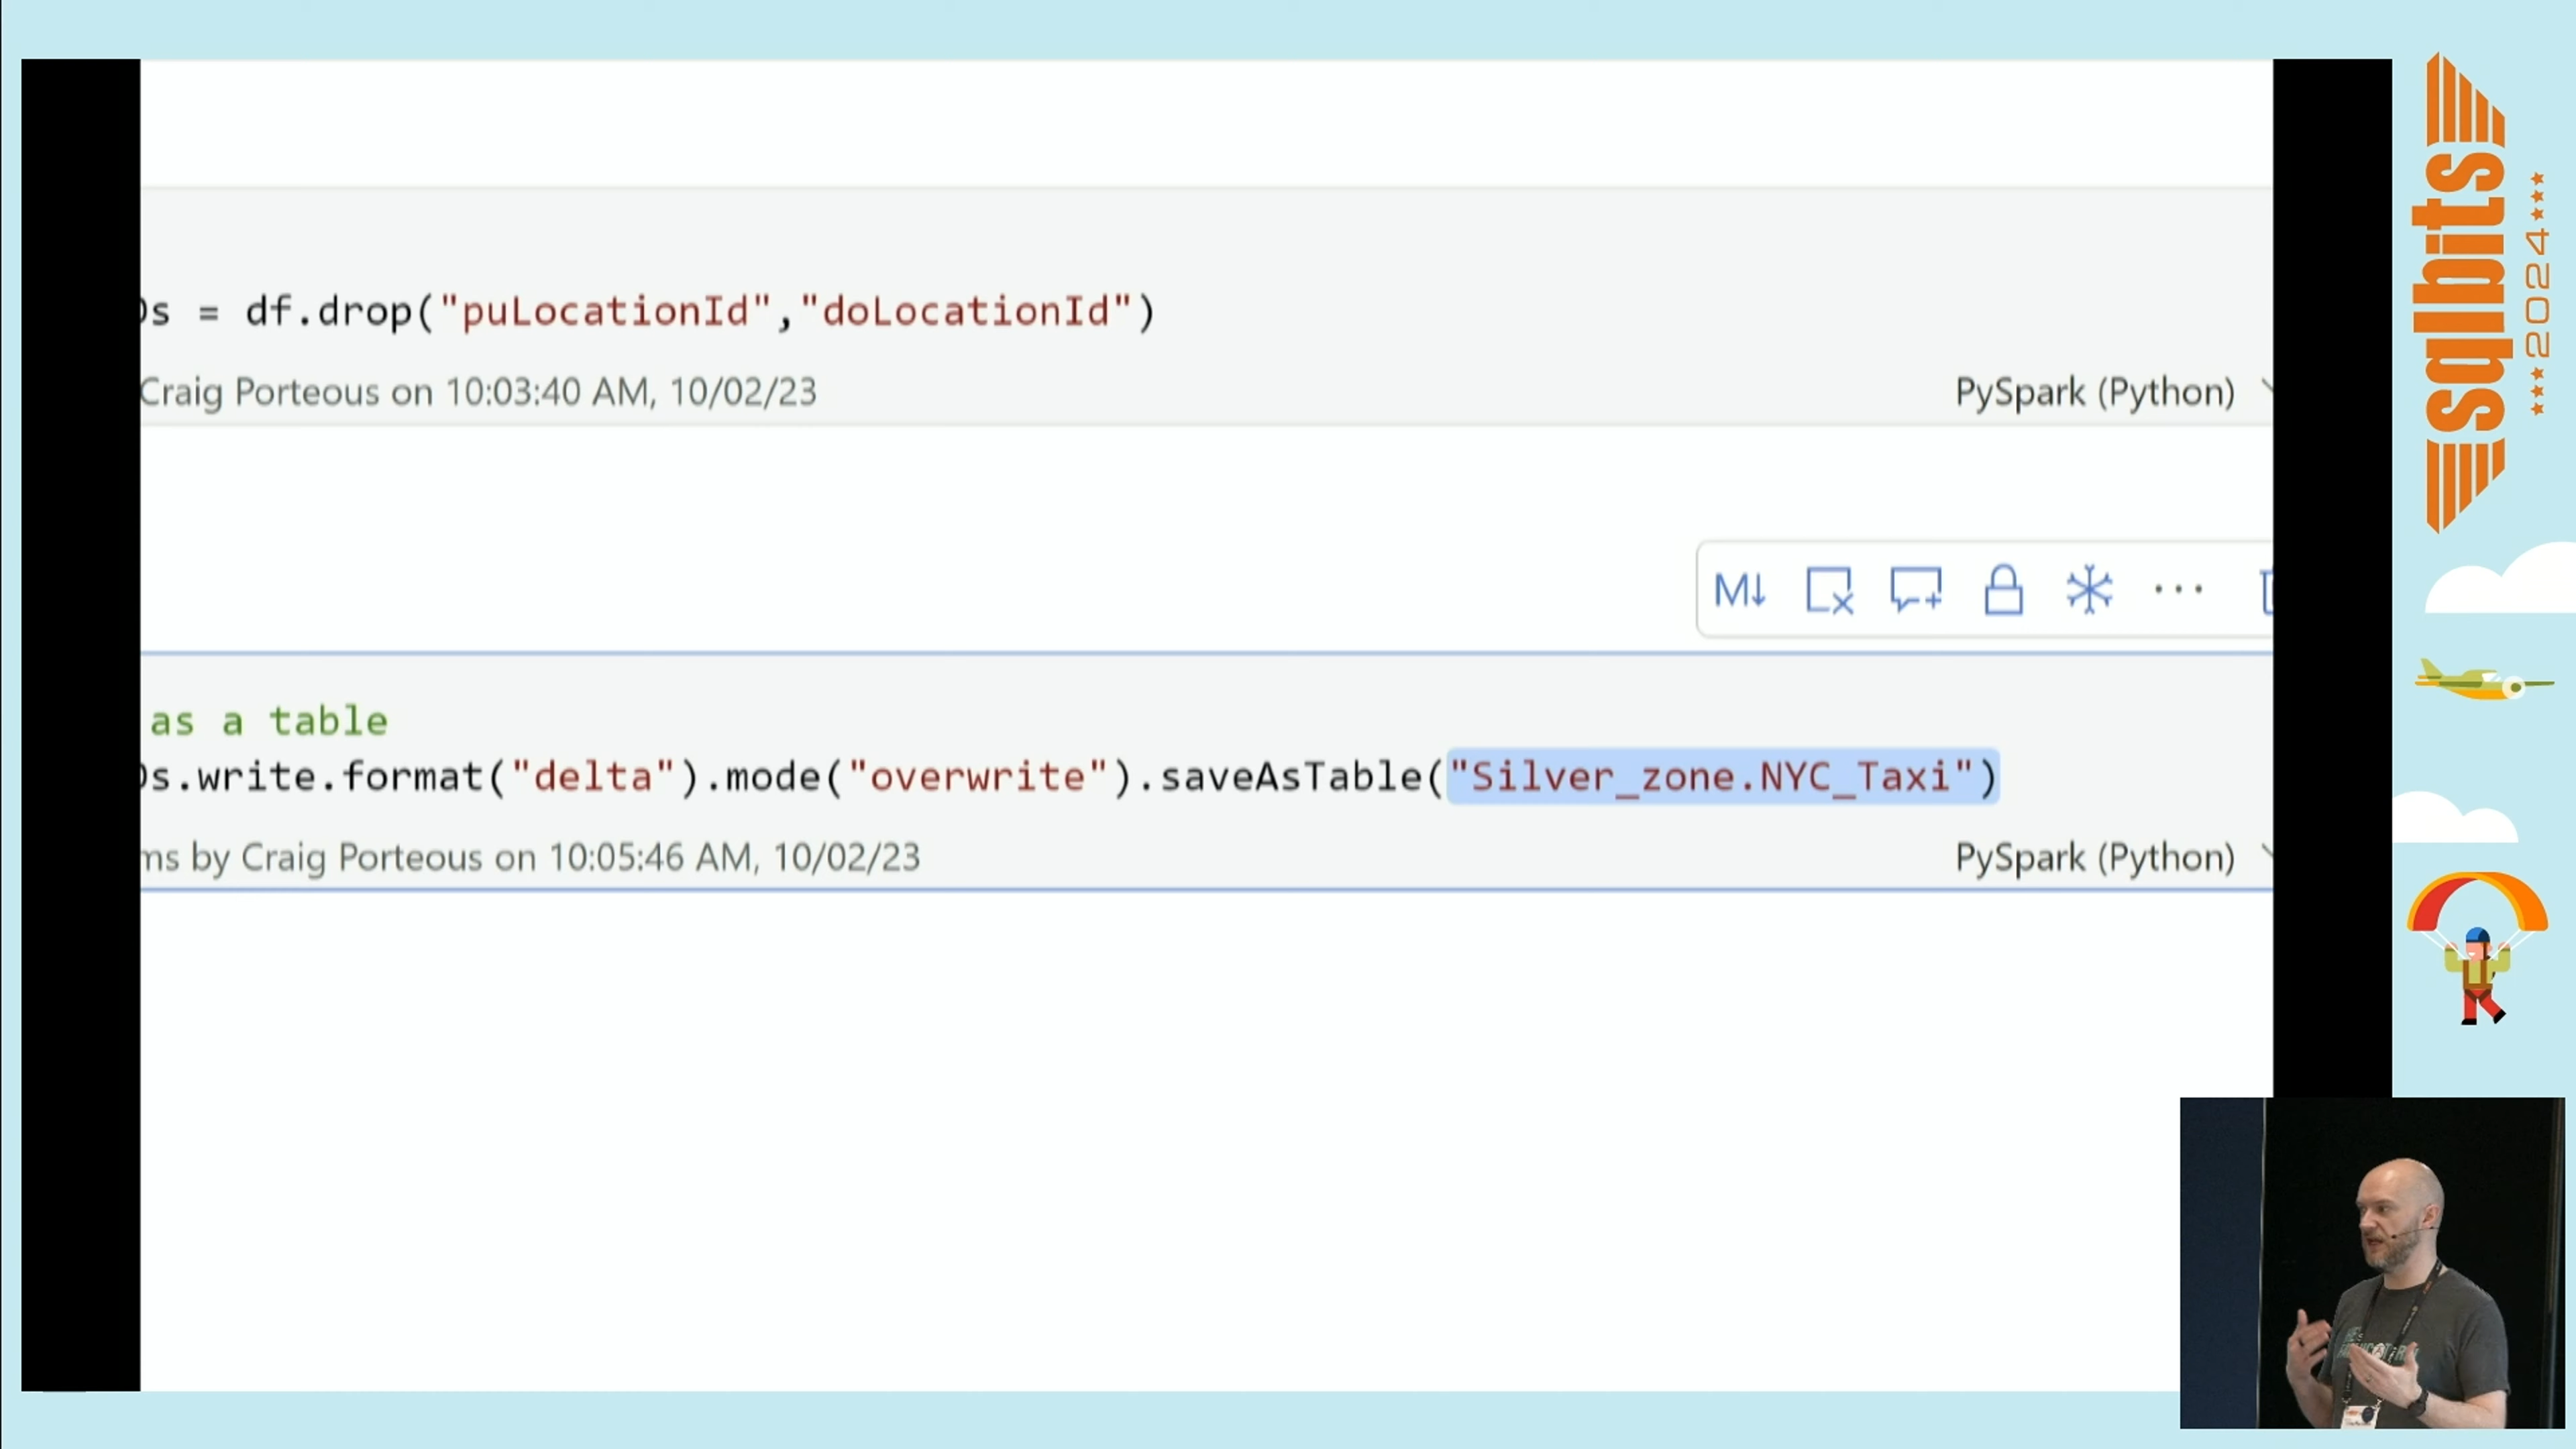 s = df.drop("puLocationId","doLocationId")
Craig Porteous on 10:03:40 AM, 10/02/23
PySpark (Python)
M↓
...
as a table
s.write.format("delta").mode("overwrite").saveAsTable("Silver_zone.NYC_Taxi")
ms by Craig Porteous on 10:05:46 AM, 10/02/23
PySpark (Python)
sqlbits
2024